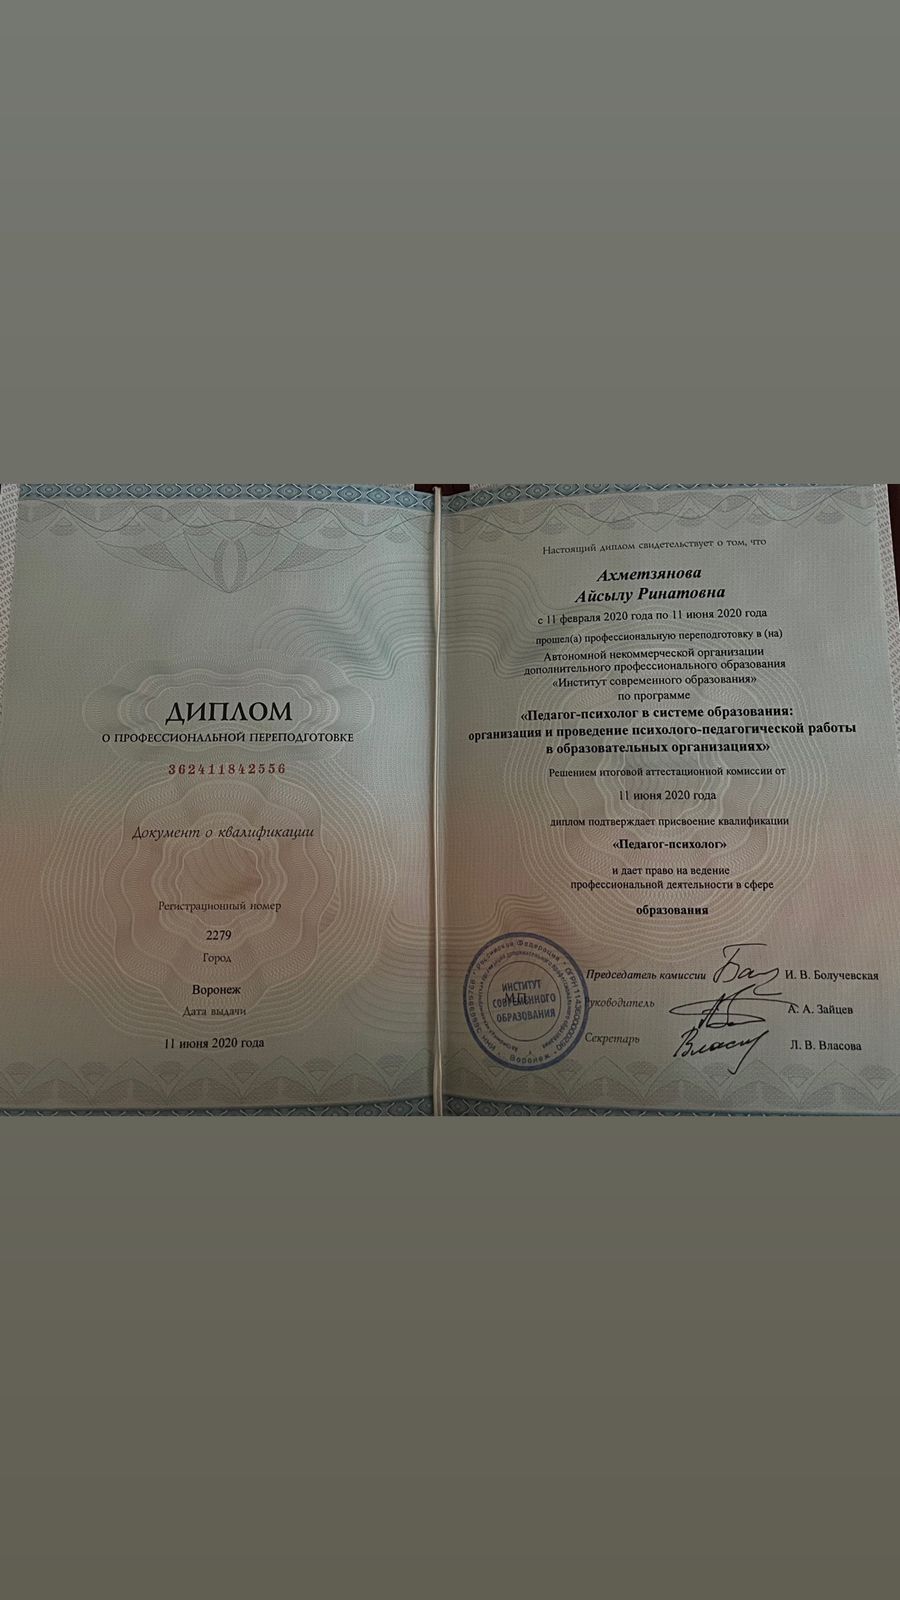 ДИПЛОМ
О ПРОФЕССИОНАЛЬНОЙ ПЕРЕПОДГОТОВКЕ
362411842556
Документ о квалификации
Регистрационный номер
2279
Город
Воронеж
Дата выдачи
11 июня 2020 года
Настоящий диплом свидетельствует о том, что
Ахметзянова
Айсылу Ринатовна
с 11 февраля 2020 года по 11 июня 2020 года
прошел(а) профессиональную переподготовку в (на)
Автономной некоммерческой организации
дополнительного профессионального образования
«Институт современного образования»
по программе
«Педагог-психолог в системе образования:
организация и проведение психолого-педагогической работы
в образовательных организациях»
Решением итоговой аттестационной комиссии от
11 июня 2020 года
диплом подтверждает присвоение квалификации
«Педагог-психолог»
и дает право на ведение
профессиональной деятельности в сфере
образования
Председатель комиссии И. В. Болучевская
Руководитель А. А. Зайцев
Секретарь Л. В. Власова
М.П.
ИНСТИТУТ
СОВРЕМЕННОГО
ОБРАЗОВАНИЯ
Российская Федерация
Воронеж